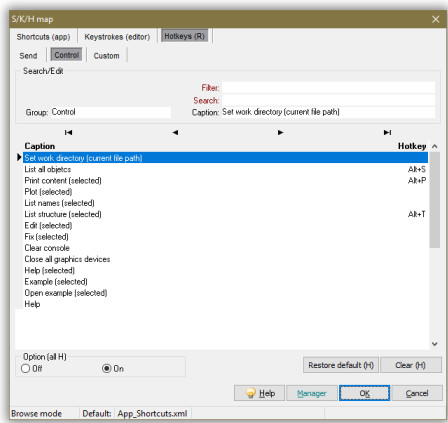 S/K/H map
Shortcuts (app) Keystrokes (editor) Hotkeys (R)
Send Control Custom
Search/Edit
Filter:
Search:
Group: Control Caption: Set work directory (current file path)
Caption Hotkey
Set work directory (current file path)
List all objetcs Alt+S
Print content (selected) Alt+P
Plot (selected)
List names (selected)
List structure (selected) Alt+T
Edit (selected)
Fix (selected)
Clear console
Close all graphics devices
Help (selected)
Example (selected)
Open example (selected)
Help
Option (all H)
Off On Restore default (H) Clear (H)
Help Manager OK Cancel
Browse mode Default: App_Shortcuts.xml